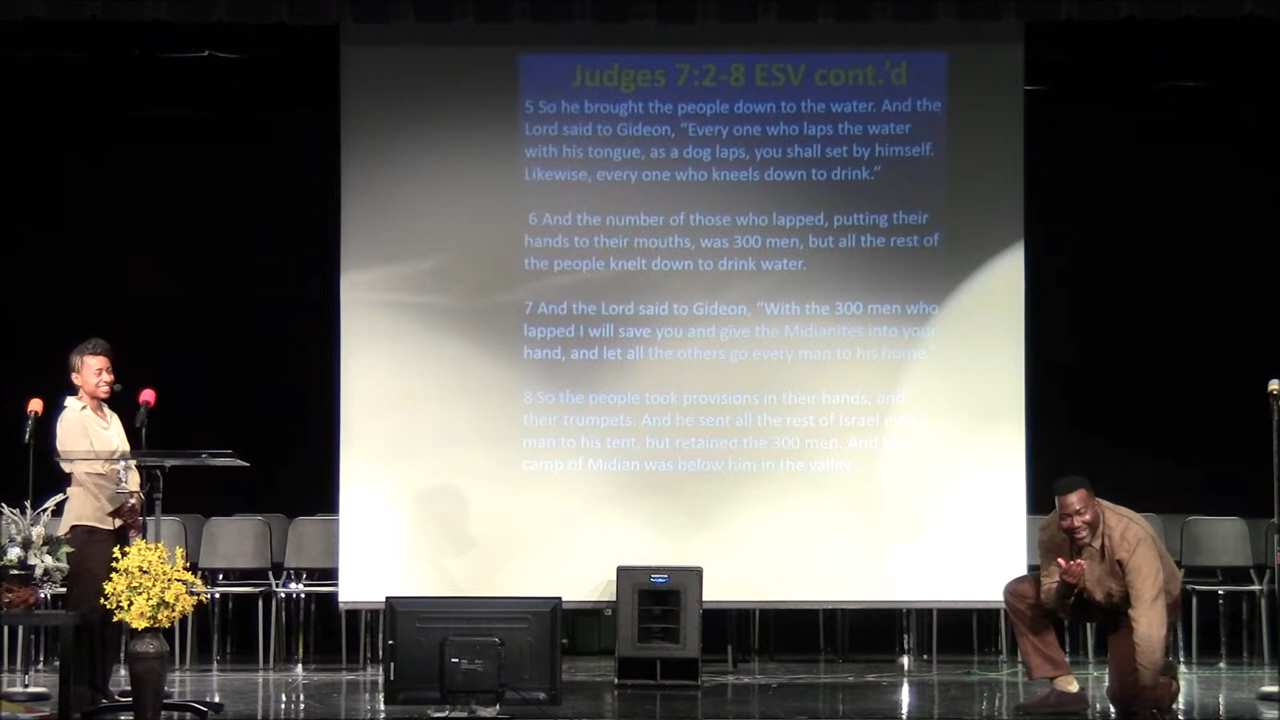 Judges 7:2-8 ESV cont.'d
5 So he brought the people down to the water. And the
Lord said to Gideon, “Every one who laps the water
with his tongue, as a dog laps, you shall set by himself.
Likewise, every one who kneels down to drink.”
6 And the number of those who lapped, putting their
hands to their mouths, was 300 men, but all the rest of
the people knelt down to drink water.
7 And the Lord said to Gideon, “With the 300 men who
lapped I will save you and give the Midianites into your
hand, and let all the others go every man to his home.”
8 So the people took provisions in their hands, and
their trumpets. And he sent all the rest of Israel
man to his tent, but retained the 300 men. And
camp of Midian was below him in the valley.